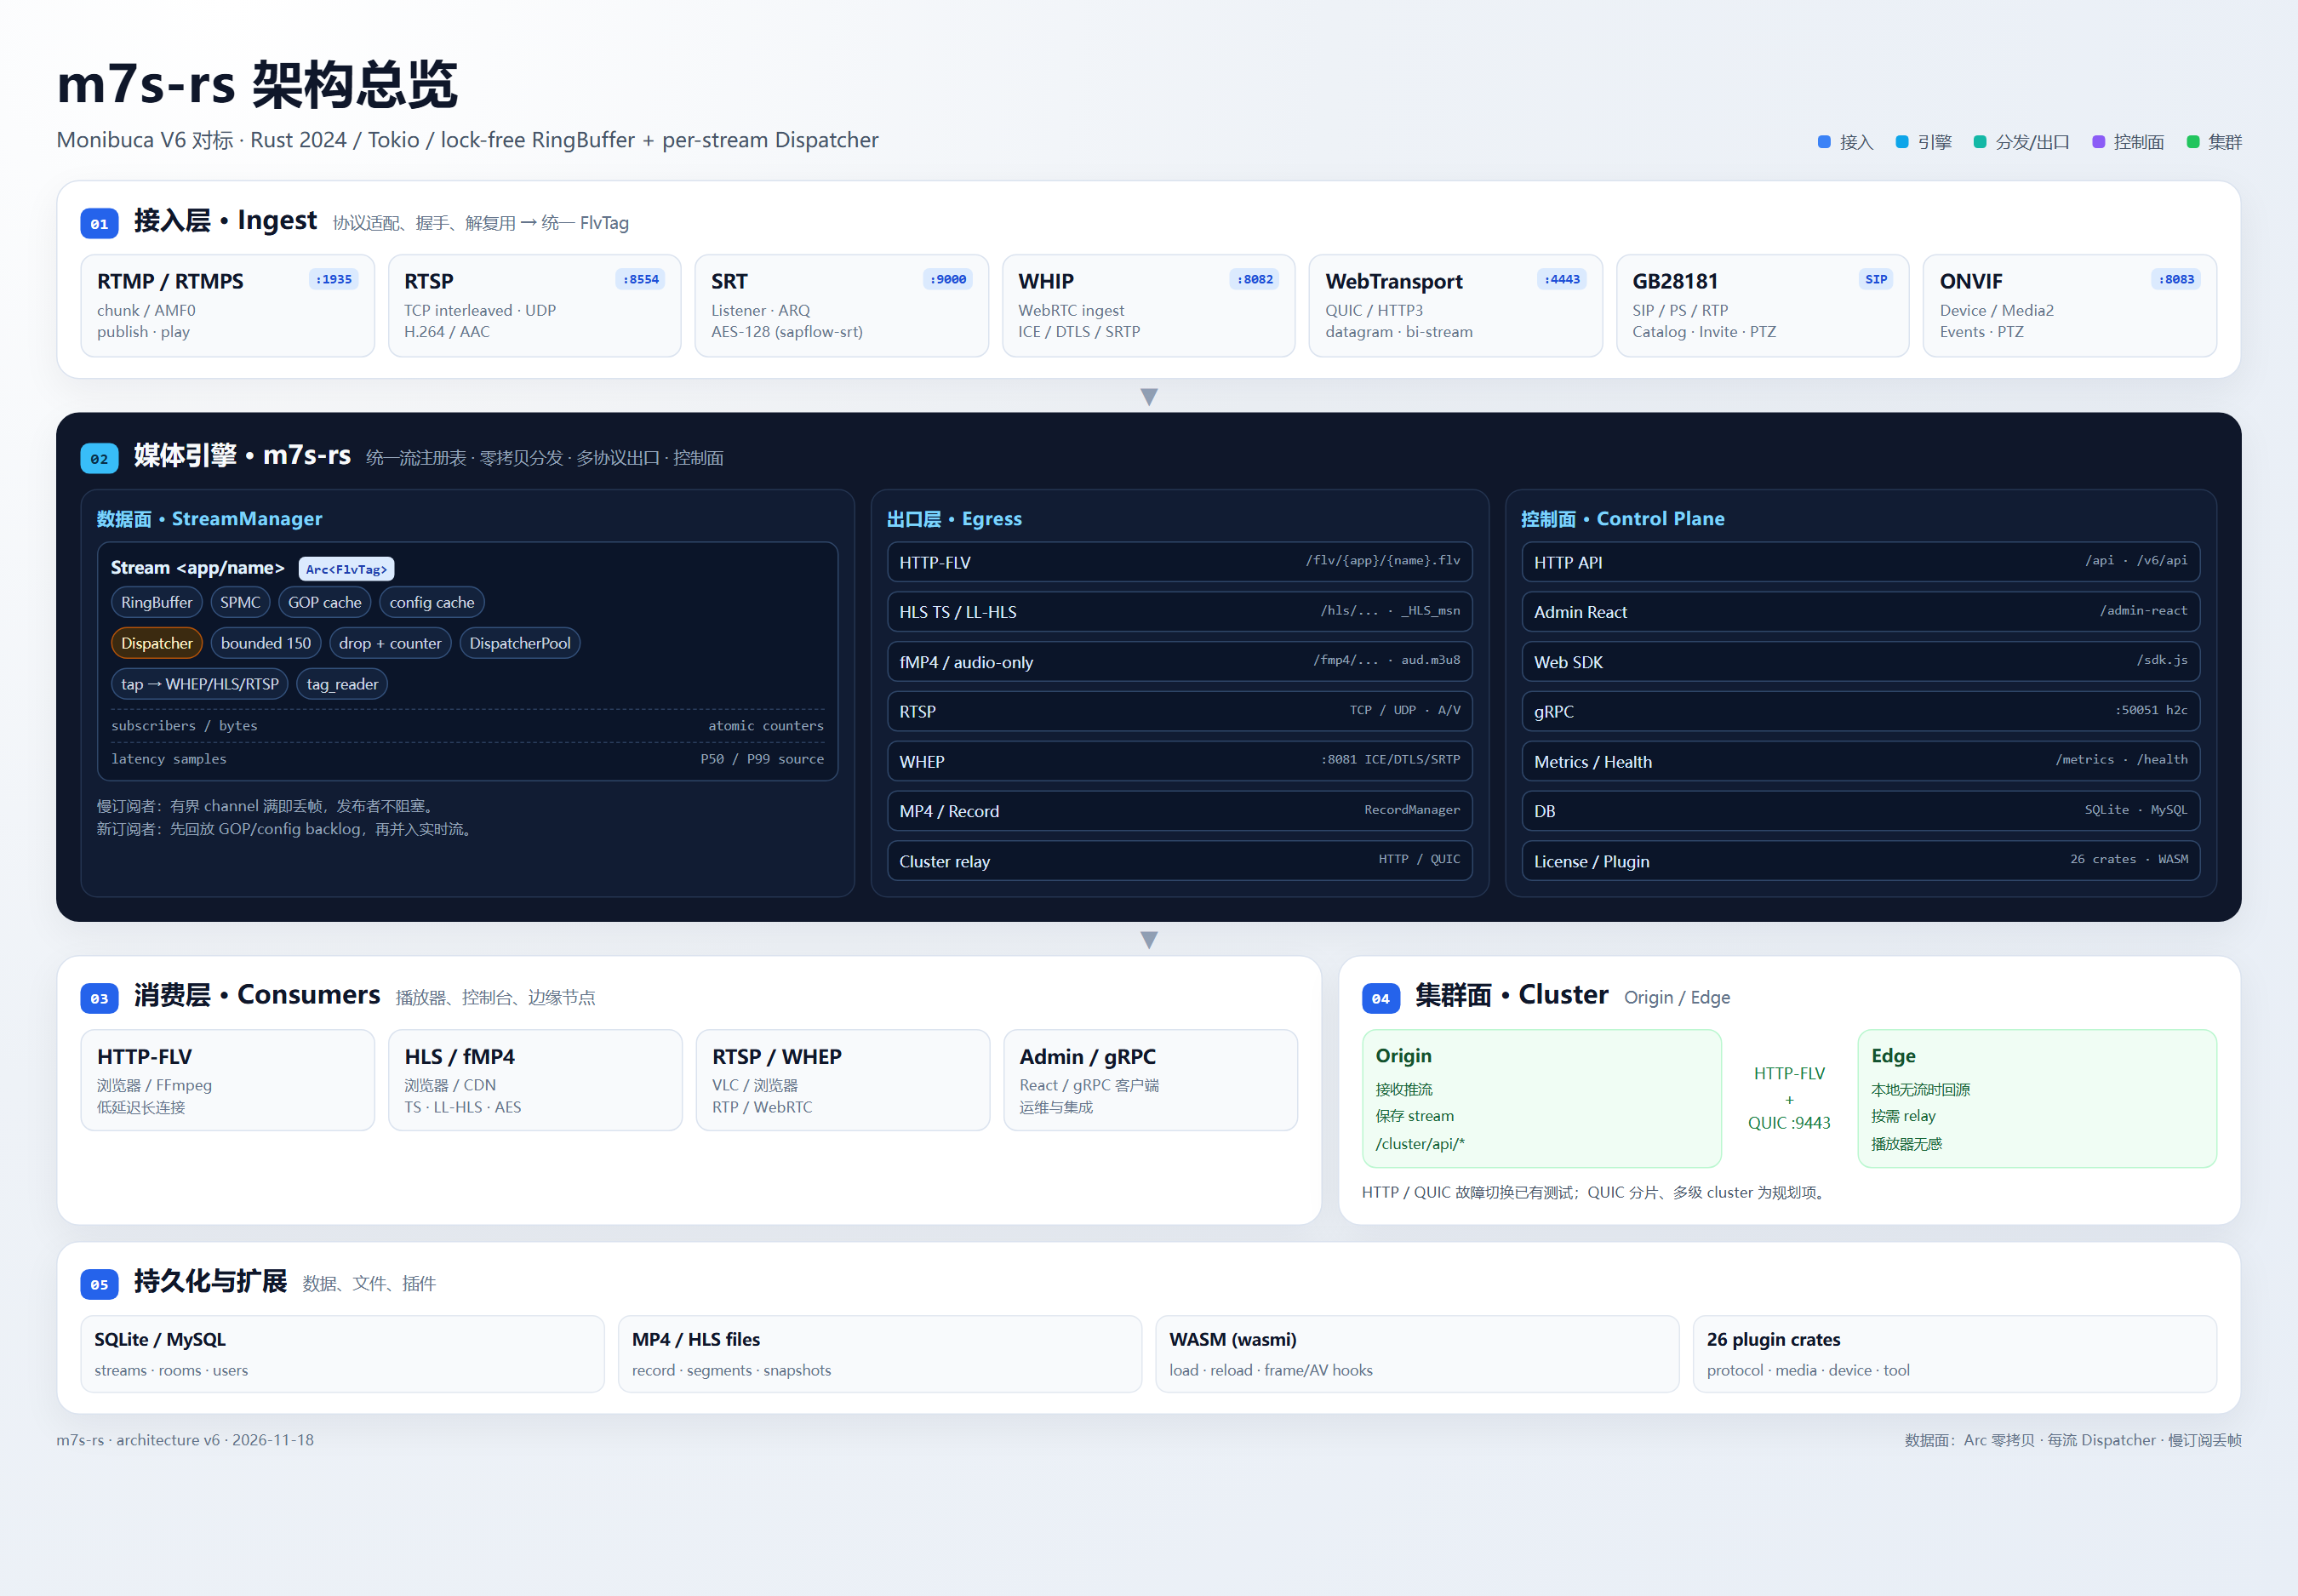 m7s-rs 架构总览
Monibuca V6 对标 · Rust 2024 / Tokio / lock-free RingBuffer + per-stream Dispatcher
接入 引擎 分发/出口 控制面 集群
01 接入层 • Ingest 协议适配、握手、解复用 → 统一 FlvTag
RTMP / RTMPS :1935
chunk / AMF0
publish · play
RTSP :8554
TCP interleaved · UDP
H.264 / AAC
SRT :9000
Listener · ARQ
AES-128 (sapflow-srt)
WHIP :8082
WebRTC ingest
ICE / DTLS / SRTP
WebTransport :4443
QUIC / HTTP3
datagram · bi-stream
GB28181 SIP
SIP / PS / RTP
Catalog · Invite · PTZ
ONVIF :8083
Device / Media2
Events · PTZ
▼
02 媒体引擎 • m7s-rs 统一流注册表 · 零拷贝分发 · 多协议出口 · 控制面
数据面 • StreamManager
Stream <app/name> Arc<FlvTag>
RingBuffer SPMC GOP cache config cache
Dispatcher bounded 150 drop + counter DispatcherPool
tap → WHEP/HLS/RTSP tag_reader
subscribers / bytes atomic counters
latency samples P50 / P99 source
慢订阅者：有界 channel 满即丢帧，发布者不阻塞。
新订阅者：先回放 GOP/config backlog，再并入实时流。
出口层 • Egress
HTTP-FLV /flv/{app}/{name}.flv
HLS TS / LL-HLS /hls/... · _HLS_msn
fMP4 / audio-only /fmp4/... · aud.m3u8
RTSP TCP / UDP · A/V
WHEP :8081 ICE/DTLS/SRTP
MP4 / Record RecordManager
Cluster relay HTTP / QUIC
控制面 • Control Plane
HTTP API /api · /v6/api
Admin React /admin-react
Web SDK /sdk.js
gRPC :50051 h2c
Metrics / Health /metrics · /health
DB SQLite · MySQL
License / Plugin 26 crates · WASM
▼
03 消费层 • Consumers 播放器、控制台、边缘节点
HTTP-FLV
浏览器 / FFmpeg
低延迟长连接
HLS / fMP4
浏览器 / CDN
TS · LL-HLS · AES
RTSP / WHEP
VLC / 浏览器
RTP / WebRTC
Admin / gRPC
React / gRPC 客户端
运维与集成
04 集群面 • Cluster Origin / Edge
Origin
接收推流
保存 stream
/cluster/api/*
HTTP-FLV
+
QUIC :9443
Edge
本地无流时回源
按需 relay
播放器无感
HTTP / QUIC 故障切换已有测试；QUIC 分片、多级 cluster 为规划项。
05 持久化与扩展 数据、文件、插件
SQLite / MySQL
streams · rooms · users
MP4 / HLS files
record · segments · snapshots
WASM (wasmi)
load · reload · frame/AV hooks
26 plugin crates
protocol · media · device · tool
m7s-rs · architecture v6 · 2026-11-18
数据面：Arc 零拷贝 · 每流 Dispatcher · 慢订阅丢帧